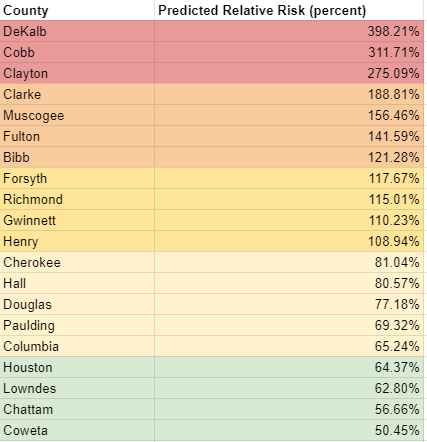 County Predicted Relative Risk (percent)
DeKalb 398.21%
Cobb 311.71%
Clayton 275.09%
Clarke 188.81%
Muscogee 156.46%
Fulton 141.59%
Bibb 121.28%
Forsyth 117.67%
Richmond 115.01%
Gwinnett 110.23%
Henry 108.94%
Cherokee 81.04%
Hall 80.57%
Douglas 77.18%
Paulding 69.32%
Columbia 65.24%
Houston 64.37%
Lowndes 62.80%
Chattam 56.66%
Coweta 50.45%